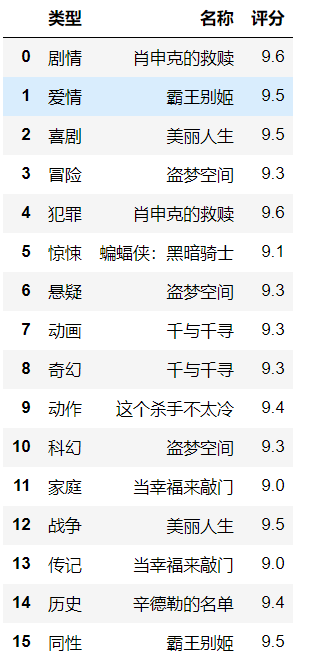 类型 名称 评分
0 剧情 肖申克的救赎 9.6
1 爱情 霸王别姬 9.5
2 喜剧 美丽人生 9.5
3 冒险 盗梦空间 9.3
4 犯罪 肖申克的救赎 9.6
5 惊悚 蝙蝠侠：黑暗骑士 9.1
6 悬疑 盗梦空间 9.3
7 动画 千与千寻 9.3
8 奇幻 千与千寻 9.3
9 动作 这个杀手不太冷 9.4
10 科幻 盗梦空间 9.3
11 家庭 当幸福来敲门 9.0
12 战争 美丽人生 9.5
13 传记 当幸福来敲门 9.0
14 历史 辛德勒的名单 9.4
15 同性 霸王别姬 9.5